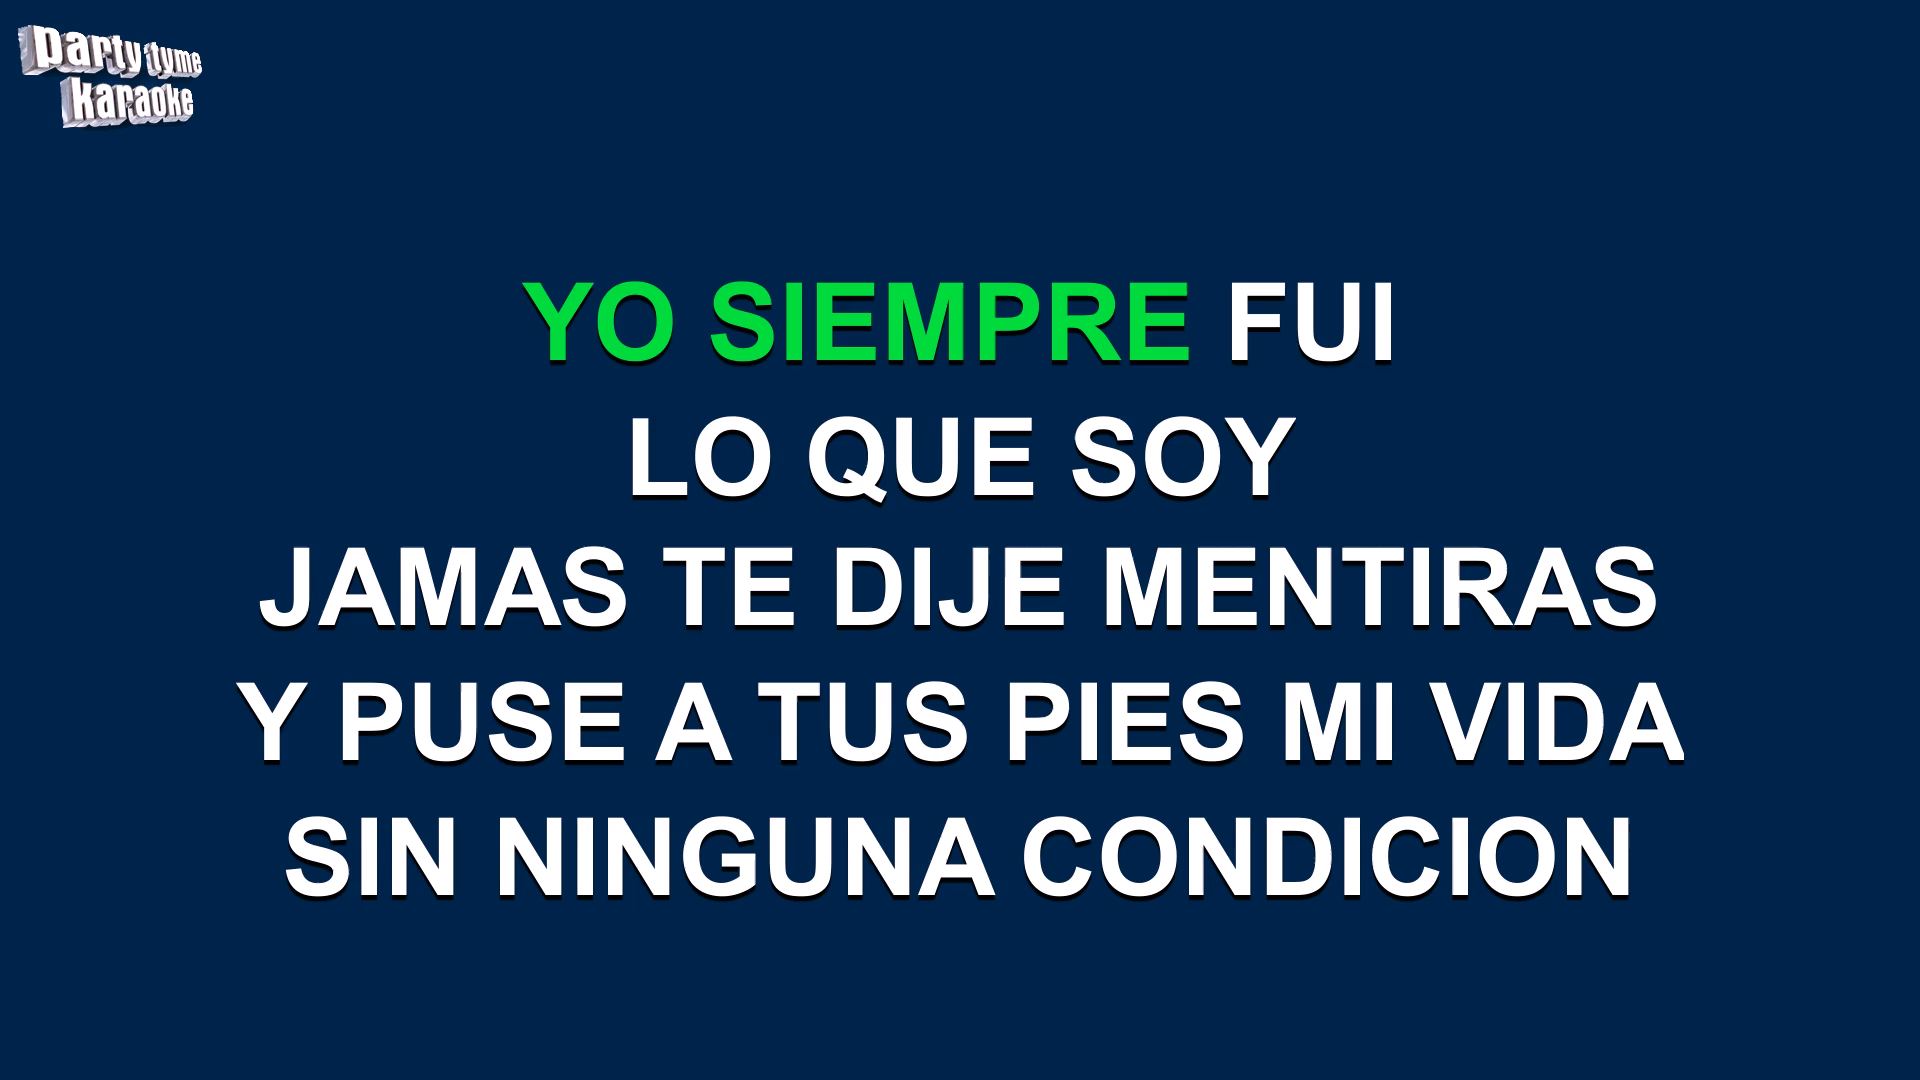 party tyme
karaoke
YO SIEMPRE FUI
LO QUE SOY
JAMAS TE DIJE MENTIRAS
Y PUSE A TUS PIES MI VIDA
SIN NINGUNA CONDICION